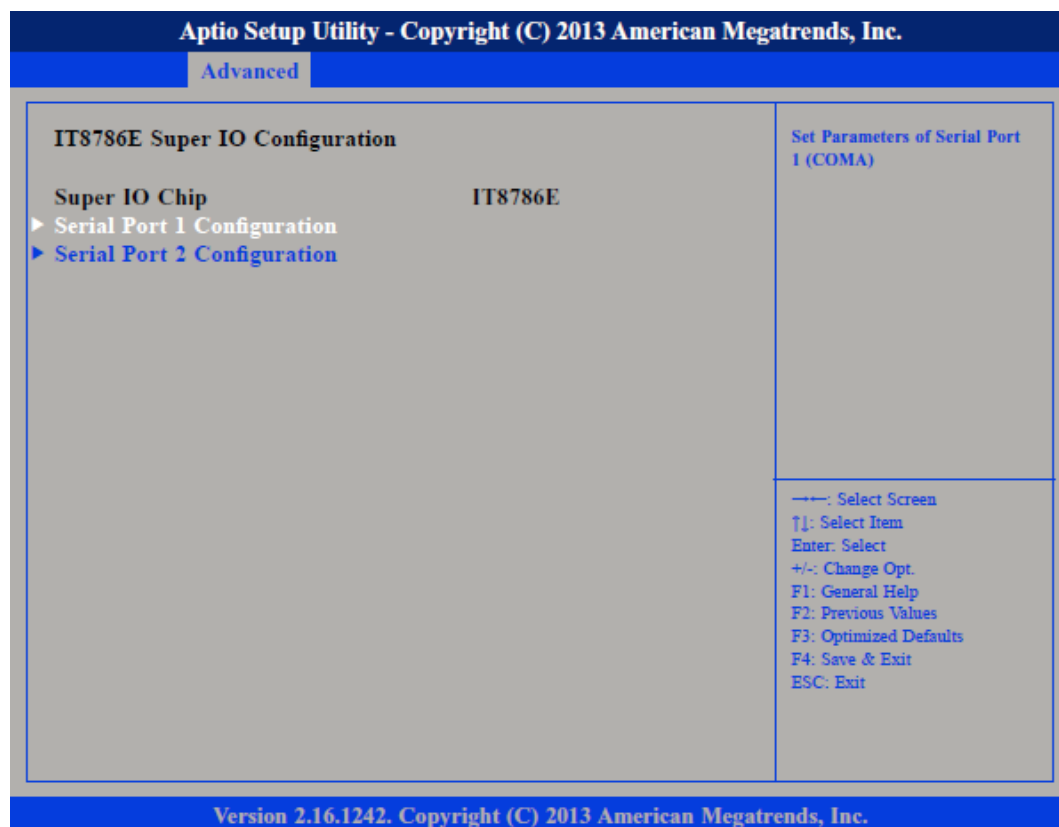 Aptio Setup Utility - Copyright (C) 2013 American Megatrends, Inc.
Advanced
IT8786E Super IO Configuration
Super IO Chip IT8786E
▶ Serial Port 1 Configuration
▶ Serial Port 2 Configuration
Set Parameters of Serial Port
1 (COMA)
→←: Select Screen
↑↓: Select Item
Enter: Select
+/-: Change Opt.
F1: General Help
F2: Previous Values
F3: Optimized Defaults
F4: Save & Exit
ESC: Exit
Version 2.16.1242. Copyright (C) 2013 American Megatrends, Inc.